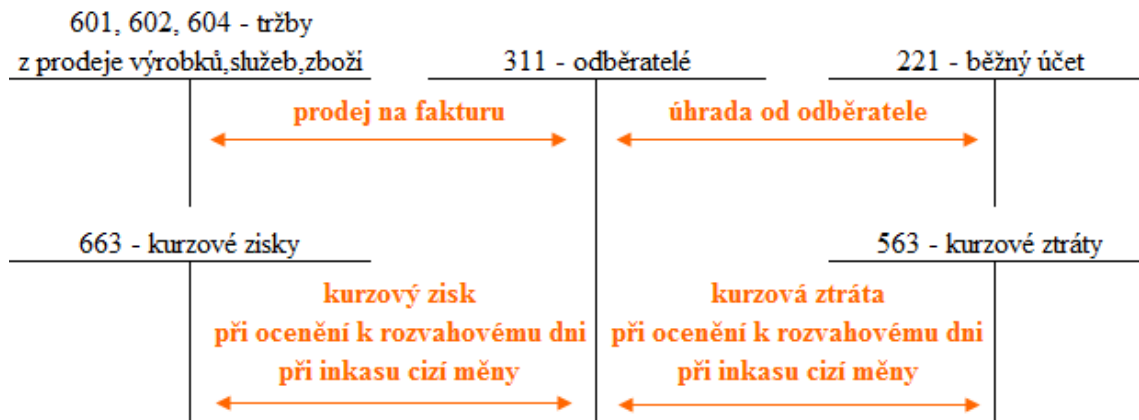 601, 602, 604 - tržby
z prodeje výrobků,služeb,zboží
311 - odběratelé
221 - běžný účet
prodej na fakturu
úhrada od odběratele
663 - kurzové zisky
563 - kurzové ztráty
kurzový zisk
při ocenění k rozvahovému dni
při inkasu cizí měny
kurzová ztráta
při ocenění k rozvahovému dni
při inkasu cizí měny